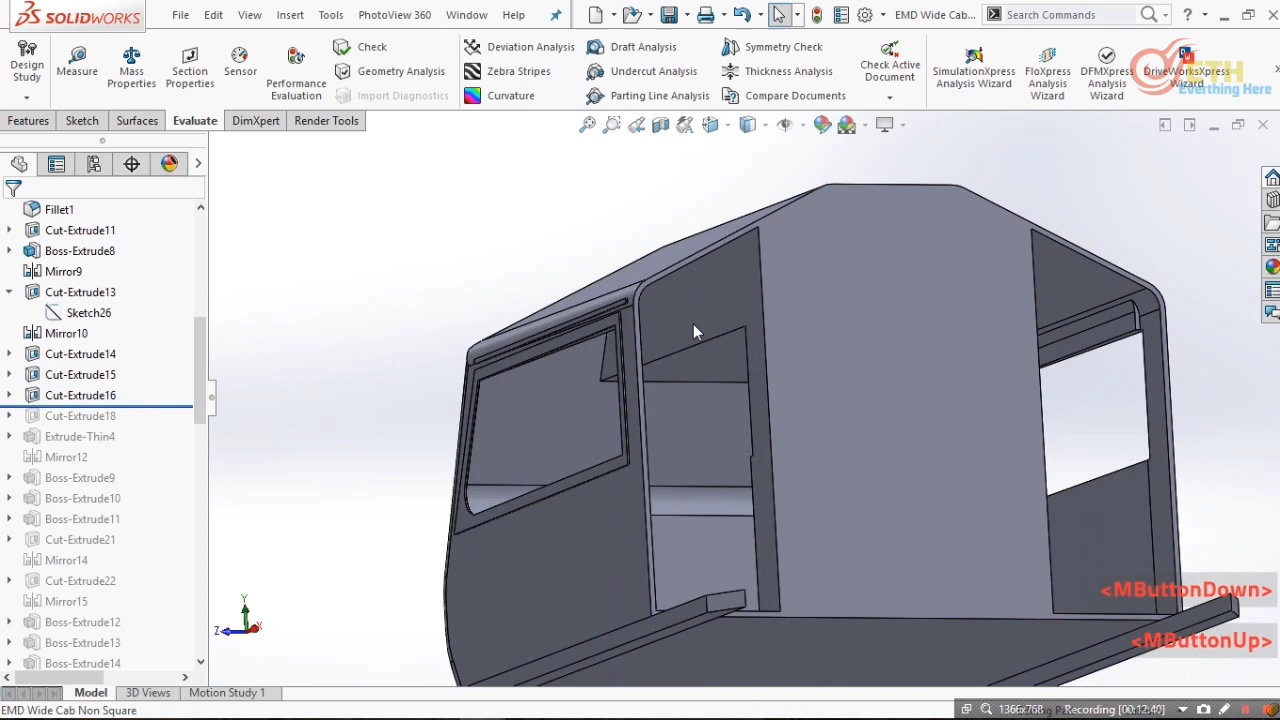 SOLIDWORKS File Edit View Insert Tools PhotoView 360 Window Help EMD Wide Cab... Search Commands
Design Study Measure Mass Properties Section Properties Sensor Performance Evaluation
Check Deviation Analysis Draft Analysis Symmetry Check Check Active Document SimulationXpress Analysis Wizard FloXpress Analysis Wizard DFMXpress Analysis Wizard DriveWorksXpress Wizard
Geometry Analysis Zebra Stripes Undercut Analysis Thickness Analysis
Import Diagnostics Curvature Parting Line Analysis Compare Documents
ETH
Everthing Here
Features Sketch Surfaces Evaluate DimXpert Render Tools
Fillet1
Cut-Extrude11
Boss-Extrude8
Mirror9
Cut-Extrude13
Sketch26
Mirror10
Cut-Extrude14
Cut-Extrude15
Cut-Extrude16
Cut-Extrude18
Extrude-Thin4
Mirror12
Boss-Extrude9
Boss-Extrude10
Boss-Extrude11
Cut-Extrude21
Mirror14
Cut-Extrude22
Mirror15
Boss-Extrude12
Boss-Extrude13
Boss-Extrude14
Y
Z X
<MButtonDown>
<MButtonUp>
Model 3D Views Motion Study 1
EMD Wide Cab Non Square 1366x768 Recording [00:12:40]